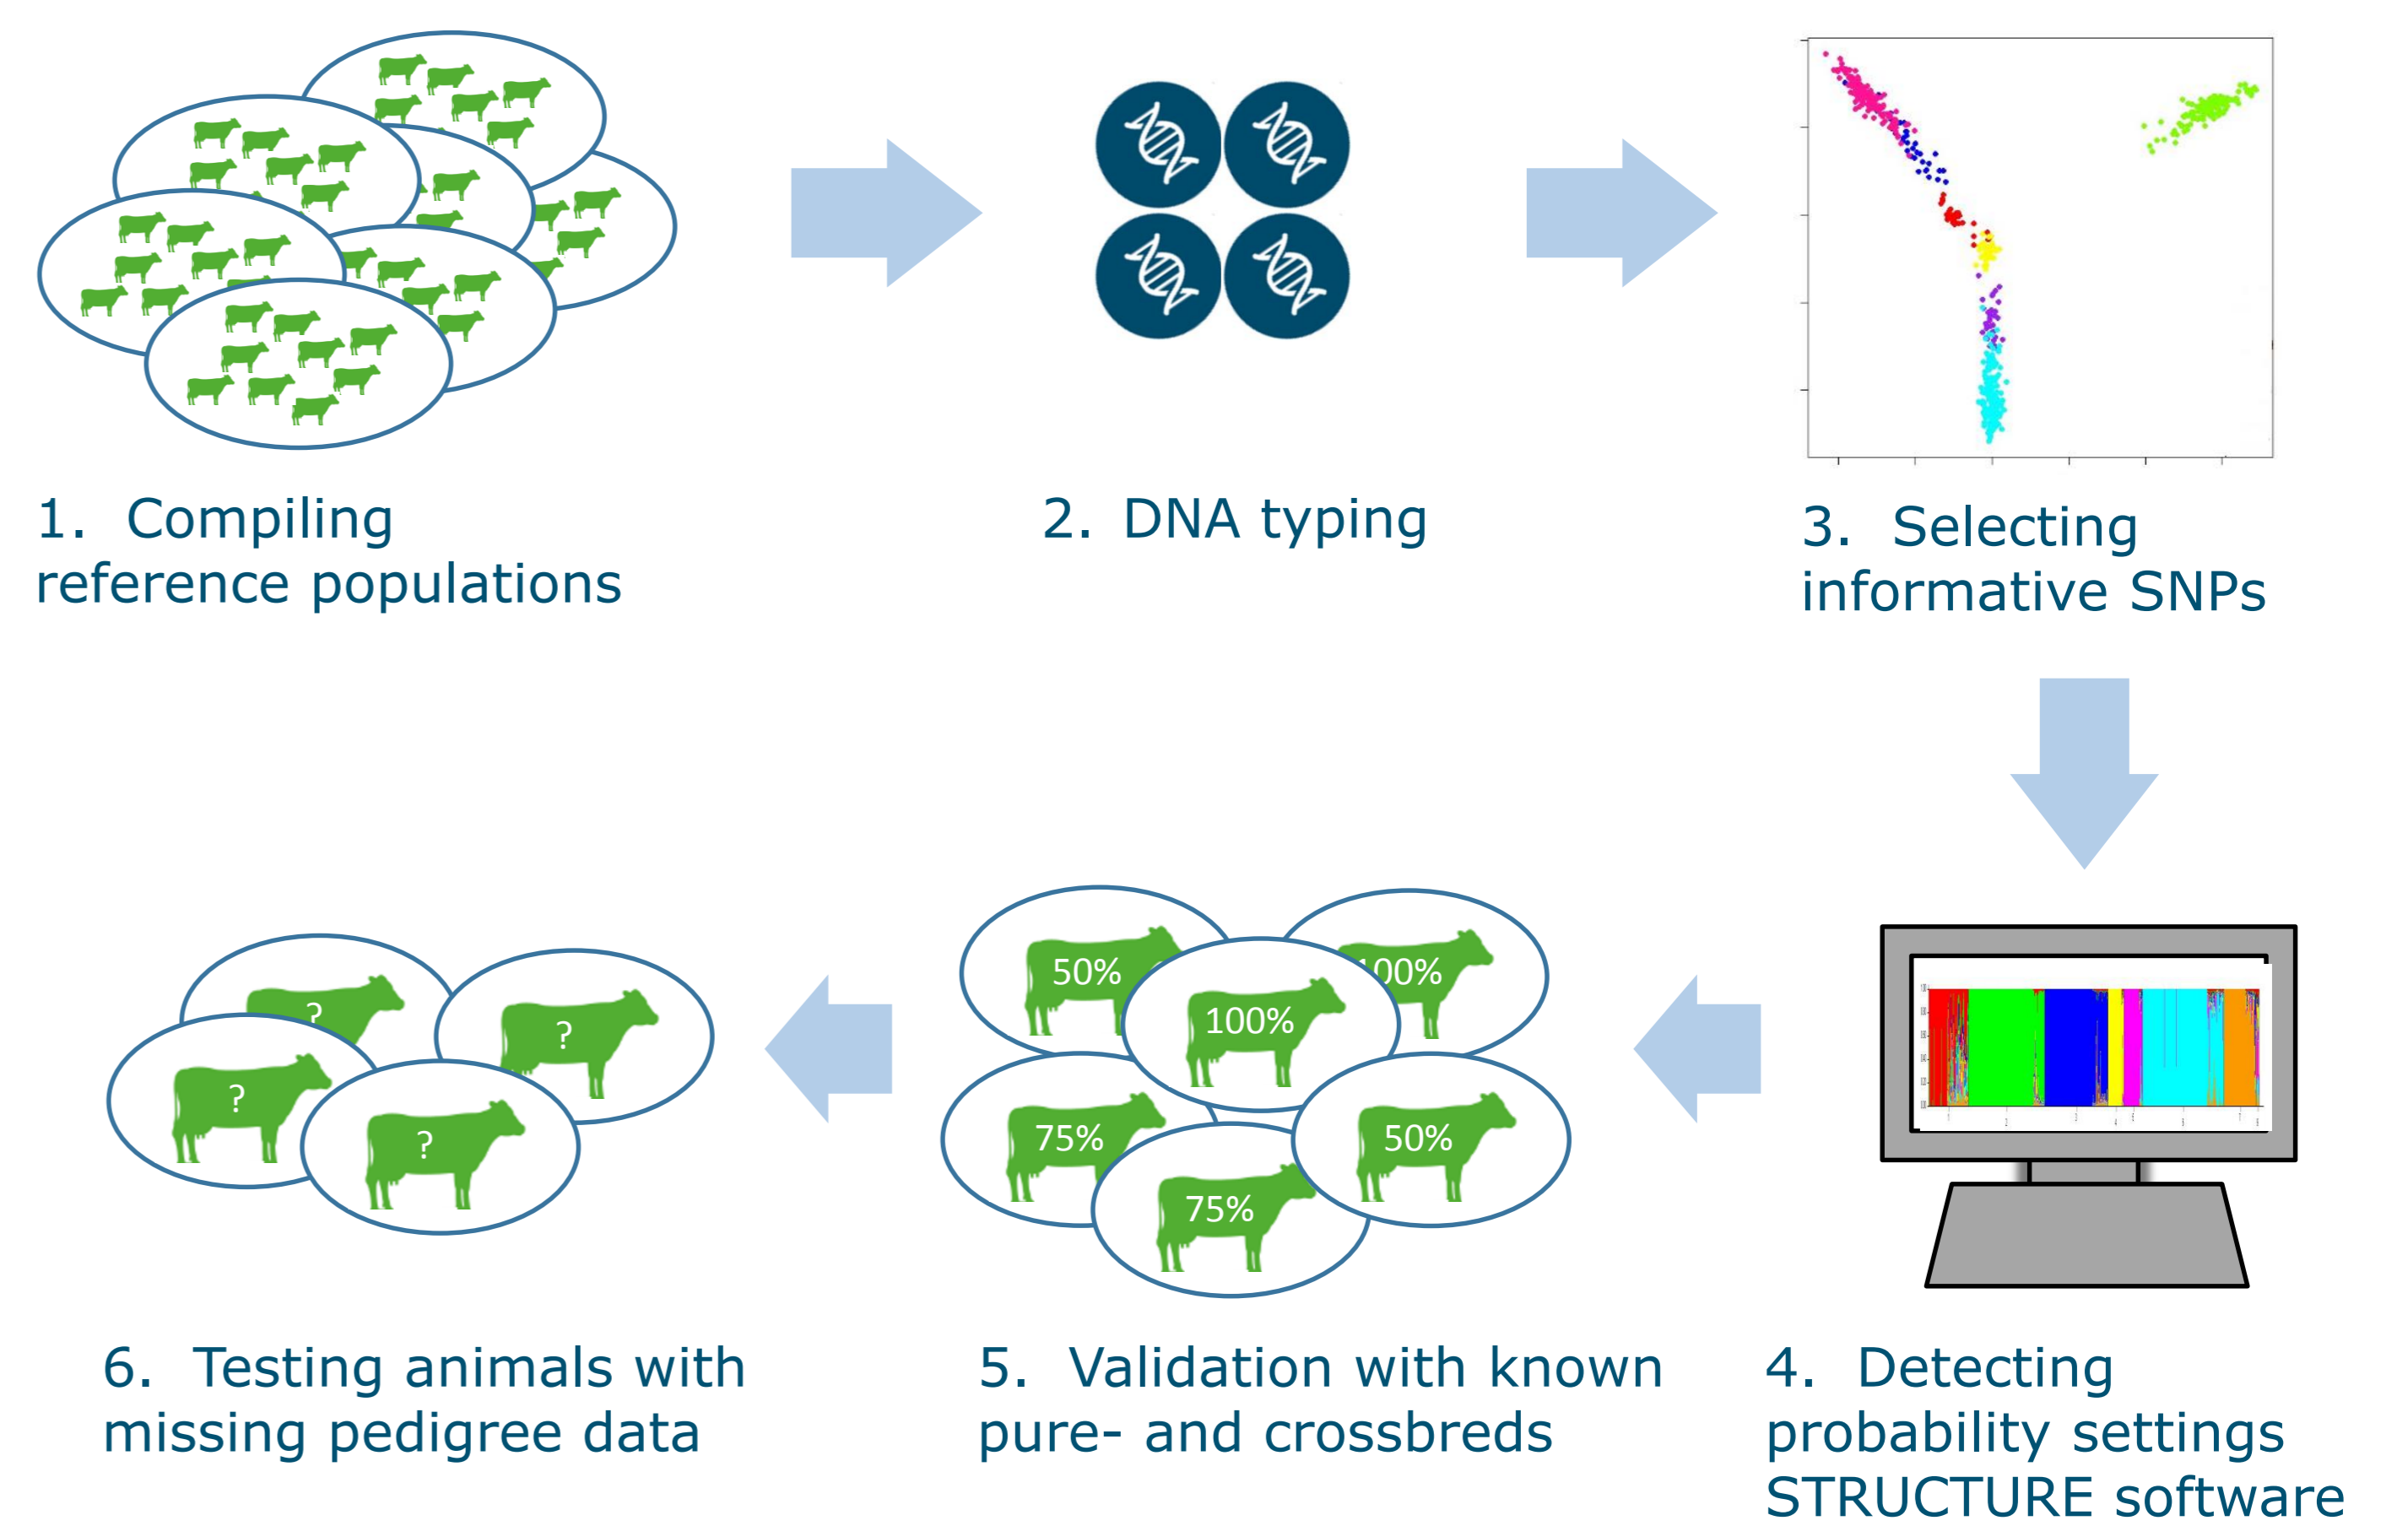 1. Compiling
reference populations
2. DNA typing
3. Selecting
informative SNPs
50%
100%
100%
75%
50%
75%
?
?
?
?
6. Testing animals with
missing pedigree data
5. Validation with known
pure- and crossbreds
4. Detecting
probability settings
STRUCTURE software